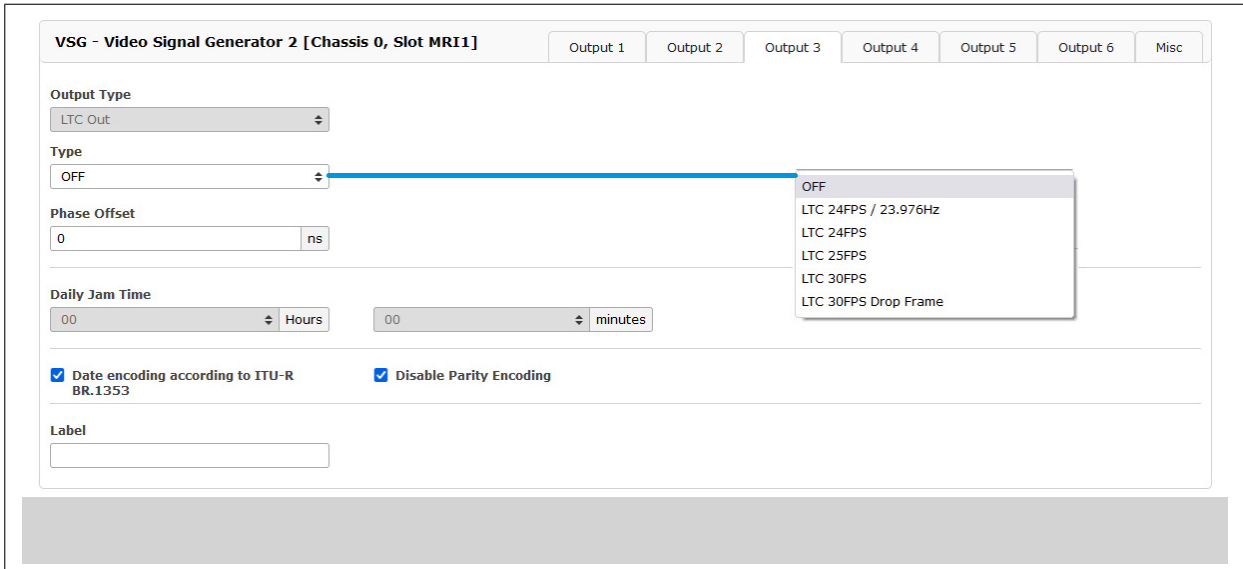 VSG - Video Signal Generator 2 [Chassis 0, Slot MRI1]
Output 1
Output 2
Output 3
Output 4
Output 5
Output 6
Misc
Output Type
LTC Out
Type
OFF
OFF
LTC 24FPS / 23.976Hz
LTC 24FPS
LTC 25FPS
LTC 30FPS
LTC 30FPS Drop Frame
Phase Offset
0 ns
Daily Jam Time
00 Hours
00 minutes
Date encoding according to ITU-R
BR.1353
Disable Parity Encoding
Label